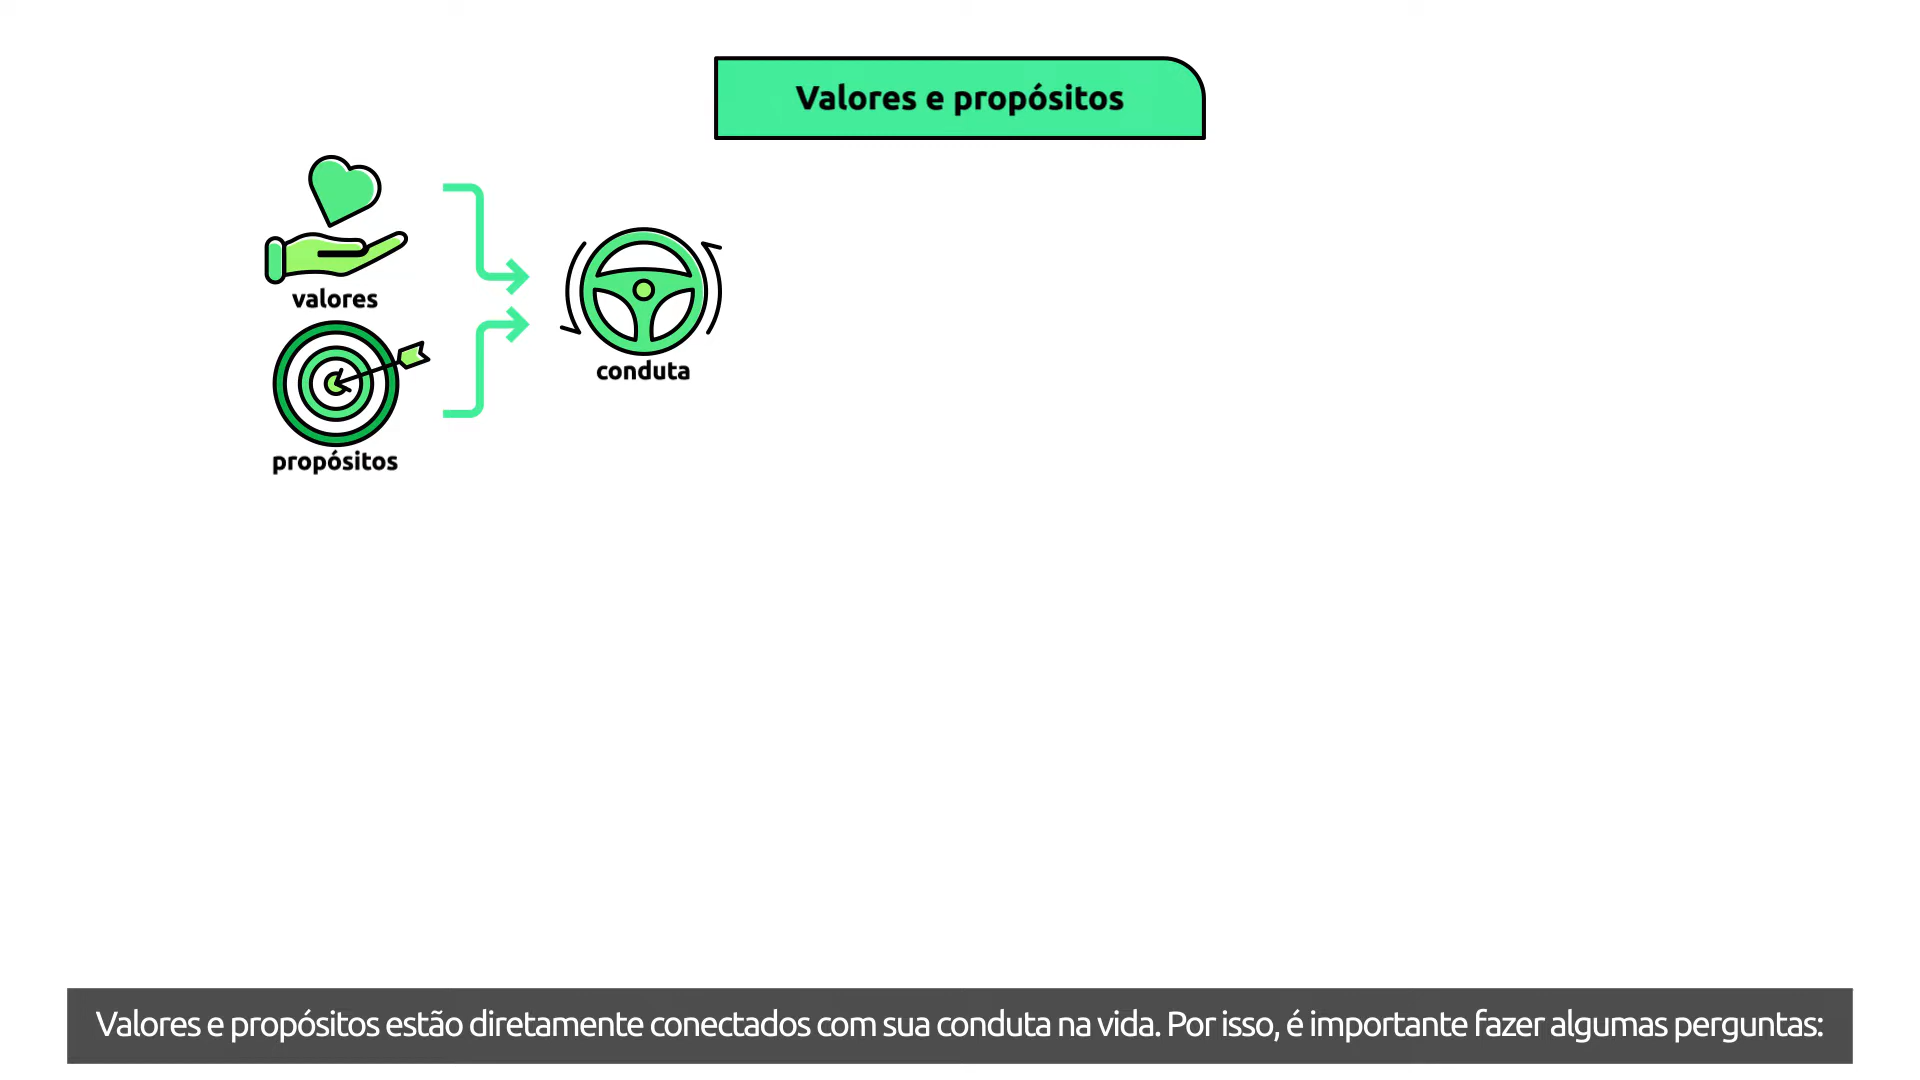 Valores e propósitos
valores
conduta
propósitos
Valores e propósitos estão diretamente conectados com sua conduta na vida. Por isso, é importante fazer algumas perguntas: